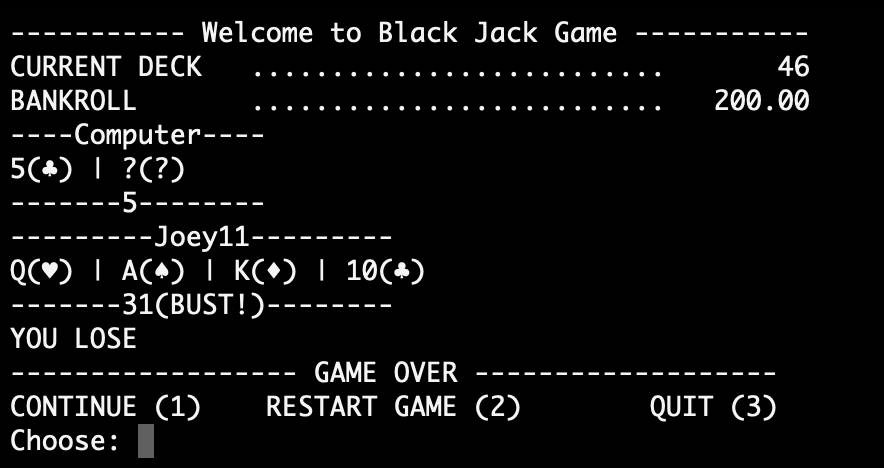 ----------- Welcome to Black Jack Game -----------
CURRENT DECK   ..........................       46
BANKROLL       ..........................   200.00
----Computer----
5(♣) | ?(?)
-------5--------
---------Joey11---------
Q(♥) | A(♠) | K(♦) | 10(♣)
-------31(BUST!)--------
YOU LOSE
------------------ GAME OVER -------------------
CONTINUE (1)    RESTART GAME (2)        QUIT (3)
Choose: